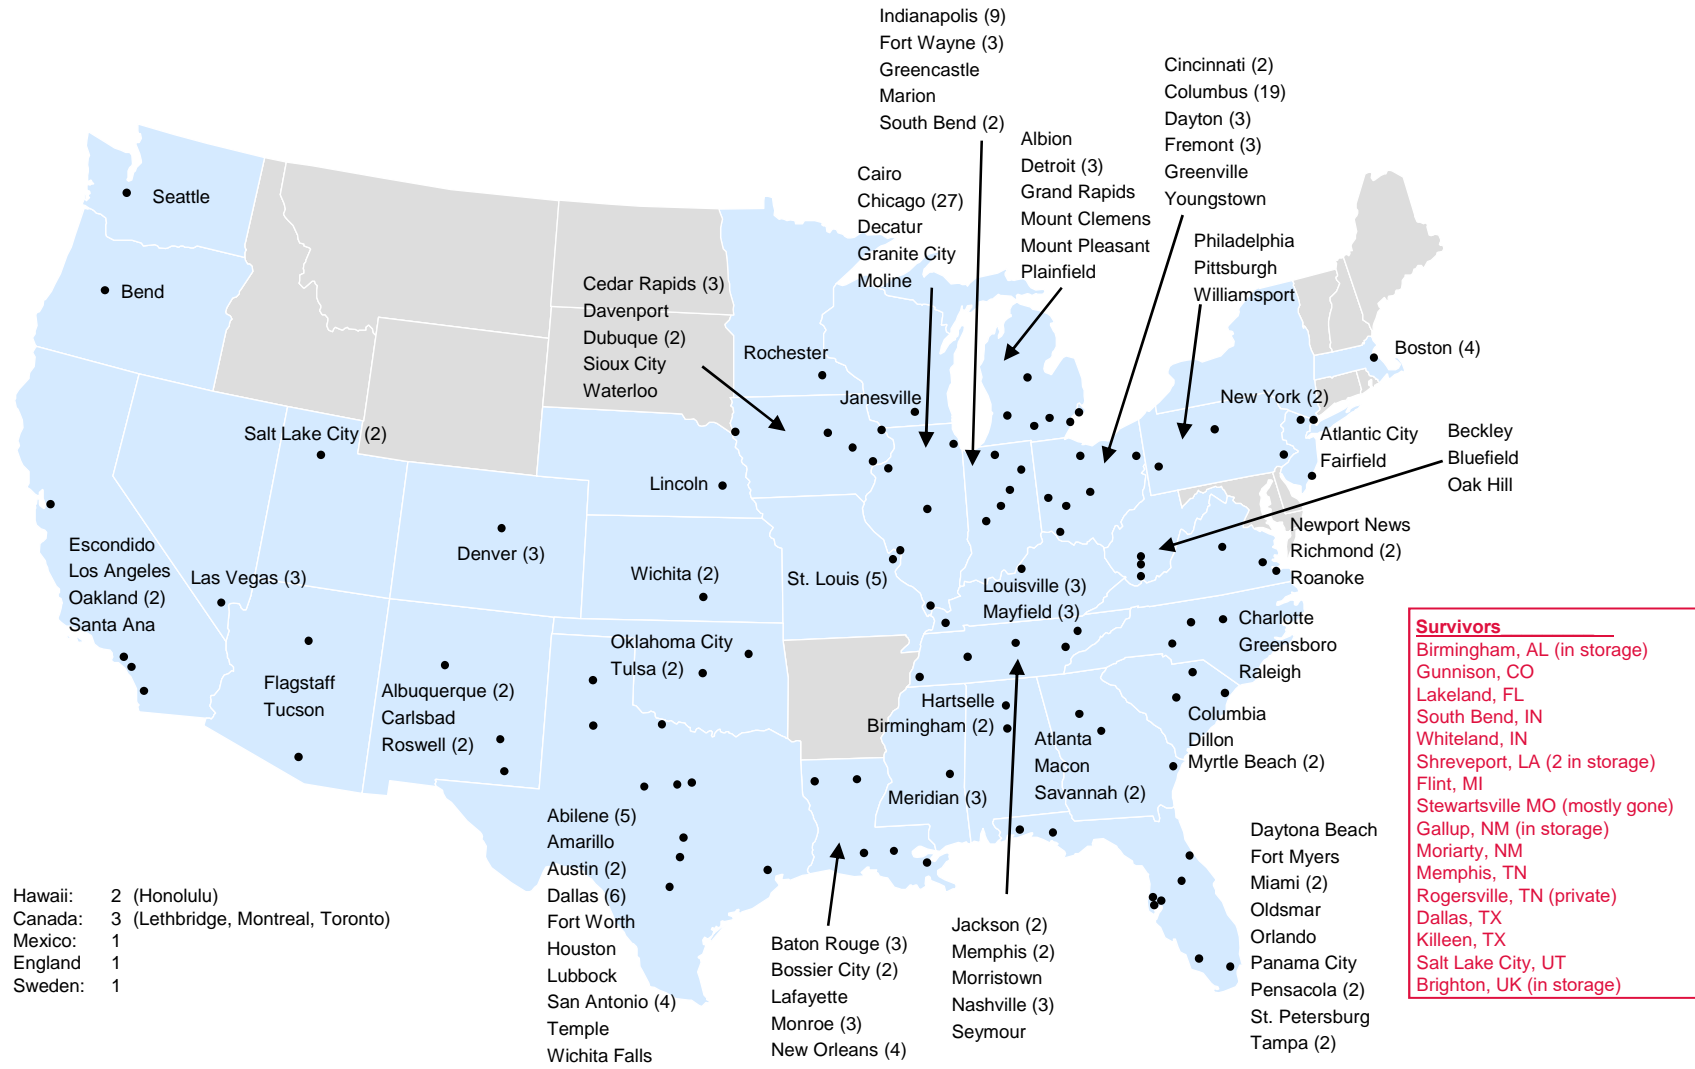 Indianapolis (9)
Fort Wayne (3)
Greencastle
Marion
South Bend (2)
Cincinnati (2)
Columbus (19)
Dayton (3)
Fremont (3)
Greenville
Youngstown
Albion
Detroit (3)
Grand Rapids
Mount Clemens
Mount Pleasant
Plainfield
Cairo
Chicago (27)
Decatur
Granite City
Moline
Philadelphia
Pittsburgh
Williamsport
Seattle
Bend
Cedar Rapids (3)
Davenport
Dubuque (2)
Sioux City
Waterloo
Rochester
Janesville
Boston (4)
New York (2)
Atlantic City
Fairfield
Beckley
Bluefield
Oak Hill
Salt Lake City (2)
Lincoln
Newport News
Richmond (2)
Roanoke
Escondido
Los Angeles
Oakland (2)
Santa Ana
Las Vegas (3)
Denver (3)
Wichita (2)
St. Louis (5)
Louisville (3)
Mayfield (3)
Charlotte
Greensboro
Raleigh
Oklahoma City
Tulsa (2)
Flagstaff
Tucson
Albuquerque (2)
Carlsbad
Roswell (2)
Hartselle
Birmingham (2)
Atlanta
Macon
Savannah (2)
Columbia
Dillon
Myrtle Beach (2)
Meridian (3)
Abilene (5)
Amarillo
Austin (2)
Dallas (6)
Fort Worth
Houston
Lubbock
San Antonio (4)
Temple
Wichita Falls
Baton Rouge (3)
Bossier City (2)
Lafayette
Monroe (3)
New Orleans (4)
Jackson (2)
Memphis (2)
Morristown
Nashville (3)
Seymour
Daytona Beach
Fort Myers
Miami (2)
Oldsmar
Orlando
Panama City
Pensacola (2)
St. Petersburg
Tampa (2)
Hawaii: 2 (Honolulu)
Canada: 3 (Lethbridge, Montreal, Toronto)
Mexico: 1
England 1
Sweden: 1
Survivors
Birmingham, AL (in storage)
Gunnison, CO
Lakeland, FL
South Bend, IN
Whiteland, IN
Shreveport, LA (2 in storage)
Flint, MI
Stewartsville MO (mostly gone)
Gallup, NM (in storage)
Moriarty, NM
Memphis, TN
Rogersville, TN (private)
Dallas, TX
Killeen, TX
Salt Lake City, UT
Brighton, UK (in storage)